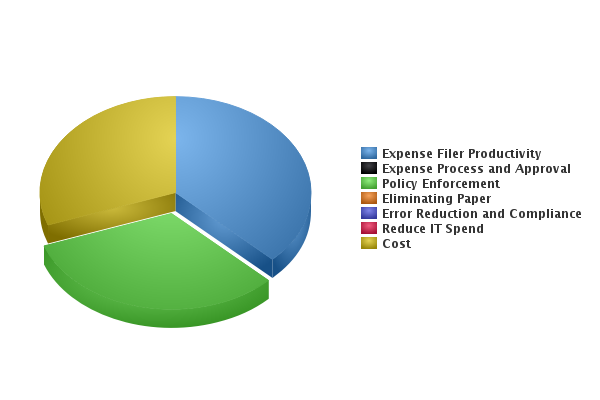 Expense Filer Productivity
Expense Process and Approval
Policy Enforcement
Eliminating Paper
Error Reduction and Compliance
Reduce IT Spend
Cost